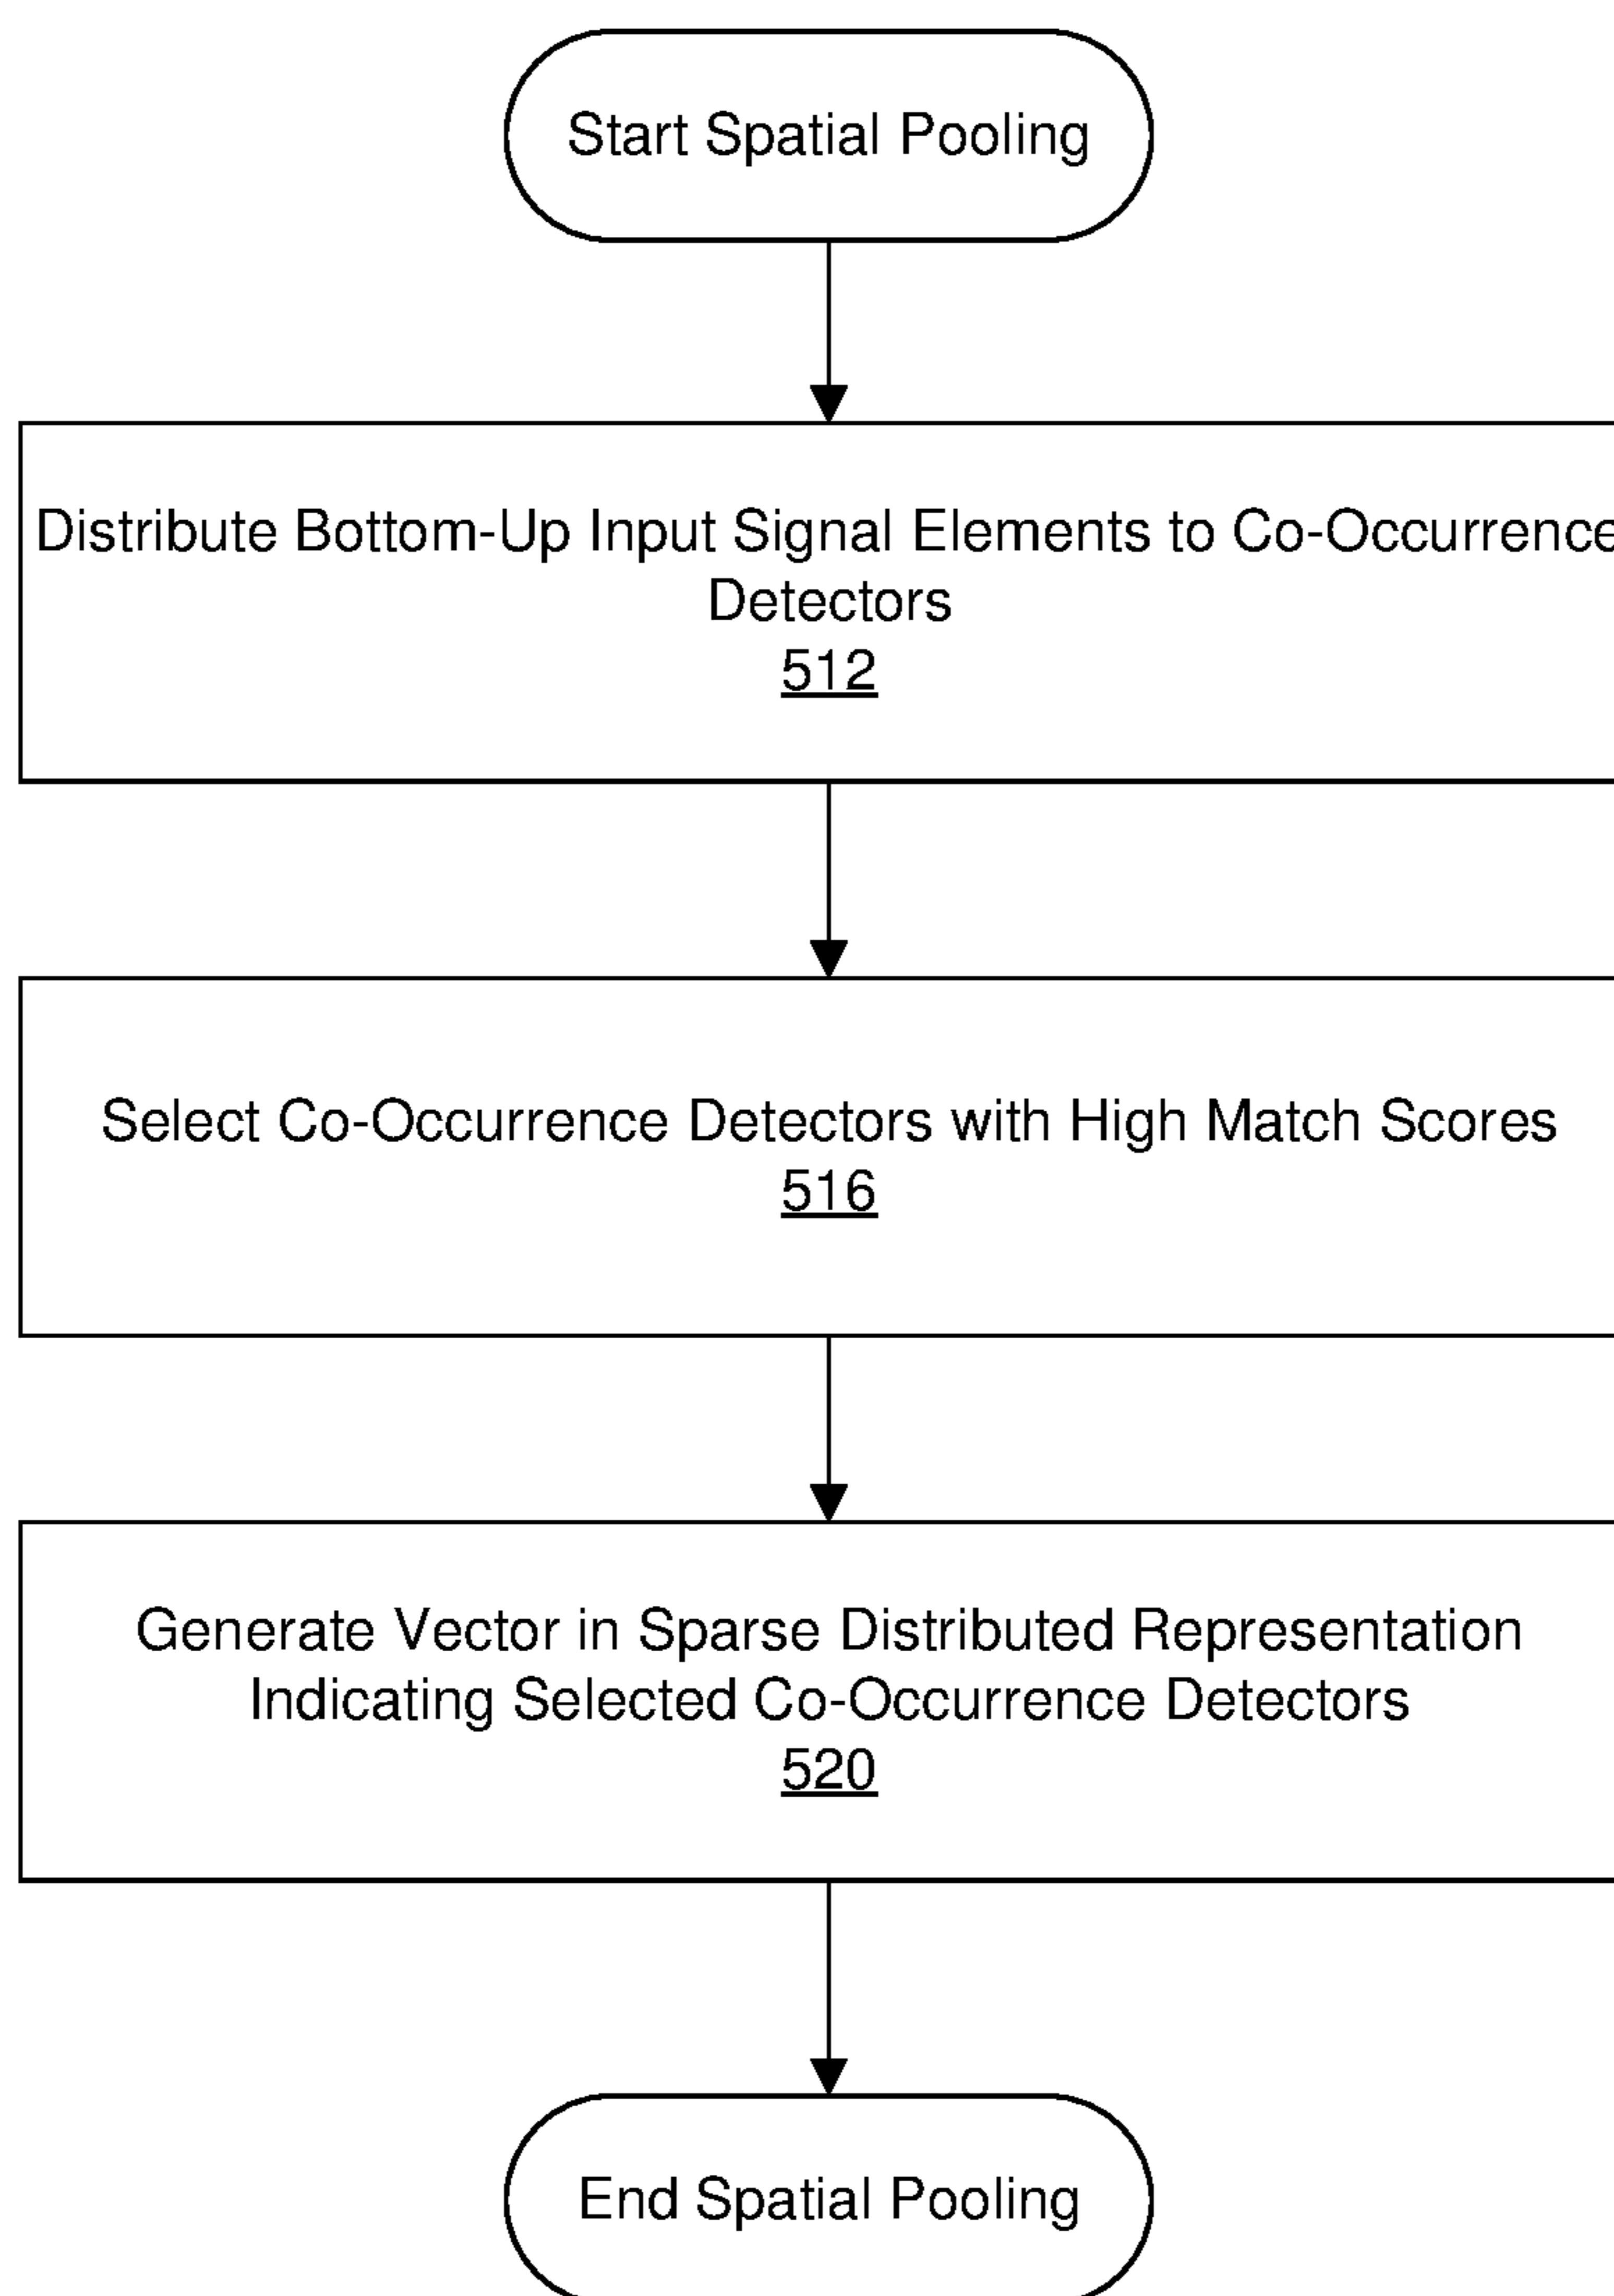 Start Spatial Pooling
Distribute Bottom-Up Input Signal Elements to Co-Occurrence
Detectors
512
Select Co-Occurrence Detectors with High Match Scores
516
Generate Vector in Sparse Distributed Representation
Indicating Selected Co-Occurrence Detectors
520
End Spatial Pooling